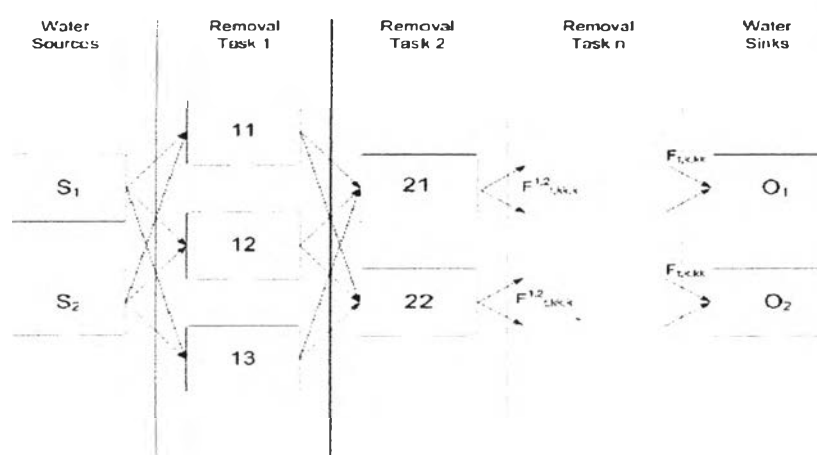 Water Sources
Removal Task 1
Removal Task 2
Removal Task n
Water Sinks
11
S₁
21
O₁
12
S₂
22
O₂
13